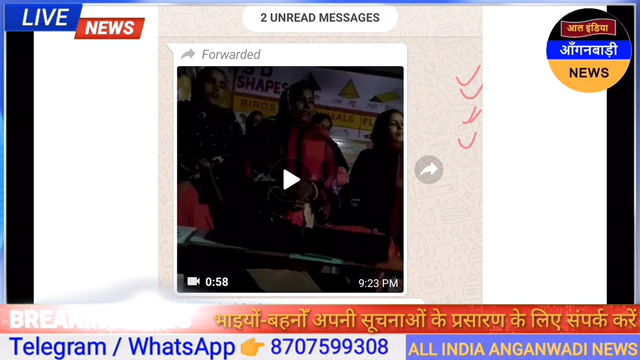 LIVE
NEWS
2 UNREAD MESSAGES
आल इंडिया
आँगनबाड़ी
NEWS
Forwarded
SHAPES
BIRDS
0:58
9:23 PM
भाइयों-बहनों अपनी सूचनाओं के प्रसारण के लिए संपर्क करें
Telegram / WhatsApp 👉 8707599308
ALL INDIA ANGANWADI NEWS